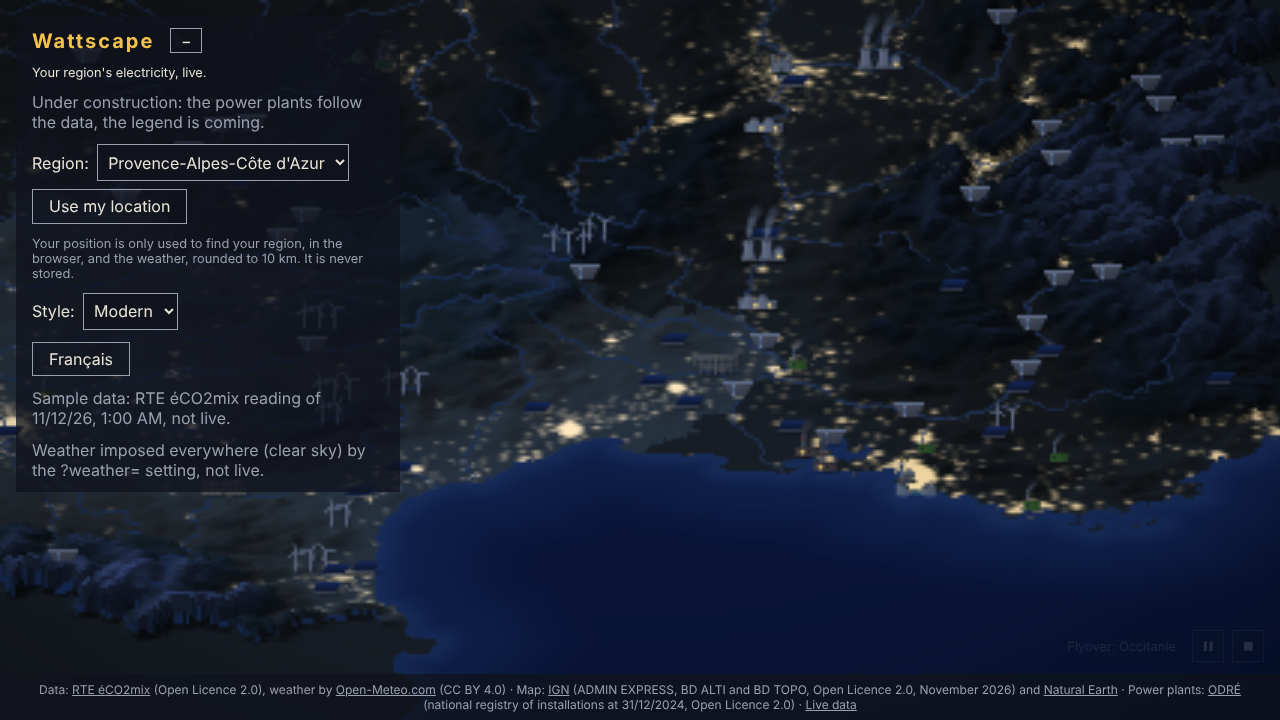 Wattscape –
Your region's electricity, live.
Under construction: the power plants follow
the data, the legend is coming.
Region: Provence-Alpes-Côte d'Azur
Use my location
Your position is only used to find your region, in the
browser, and the weather, rounded to 10 km. It is never
stored.
Style: Modern
Français
Sample data: RTE éCO2mix reading of
11/12/26, 1:00 AM, not live.
Weather imposed everywhere (clear sky) by
the ?weather= setting, not live.
Flyover: Occitanie
Data: RTE éCO2mix (Open Licence 2.0), weather by Open-Meteo.com (CC BY 4.0) · Map: IGN (ADMIN EXPRESS, BD ALTI and BD TOPO, Open Licence 2.0, November 2026) and Natural Earth · Power plants: ODRÉ
(national registry of installations at 31/12/2024, Open Licence 2.0) · Live data